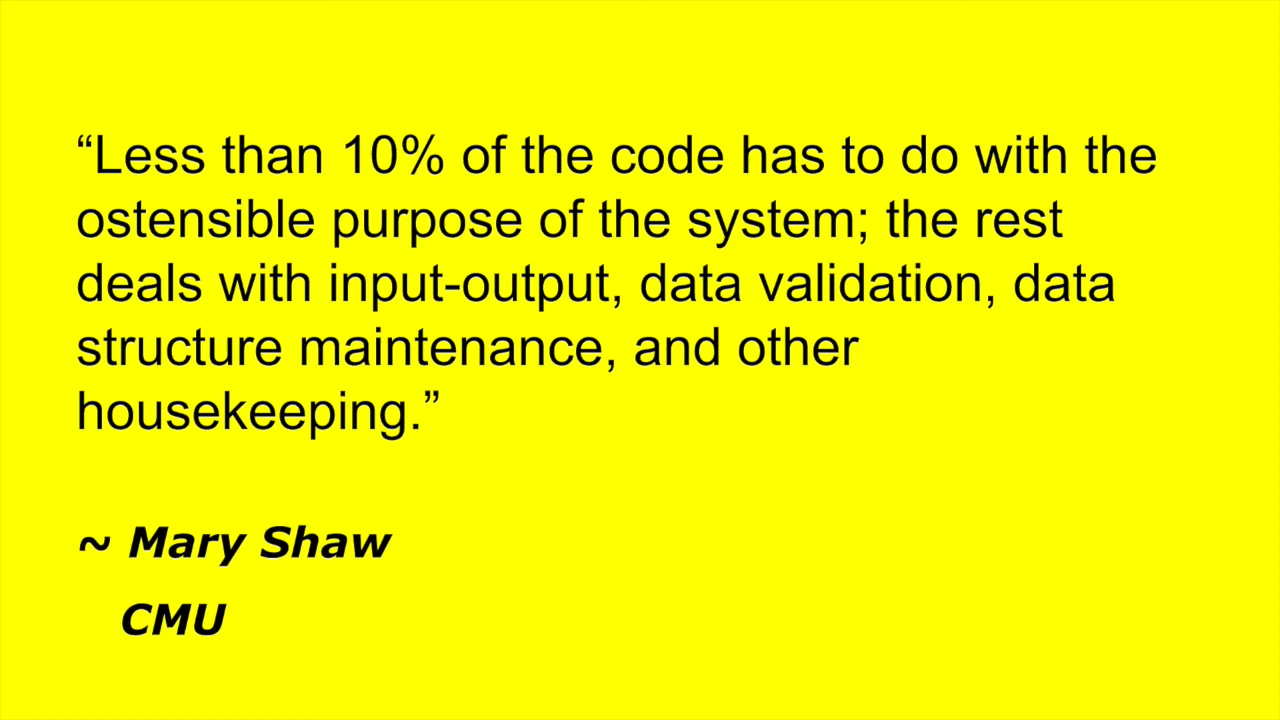 “Less than 10% of the code has to do with the
ostensible purpose of the system; the rest
deals with input-output, data validation, data
structure maintenance, and other
housekeeping.”
~ Mary Shaw
CMU